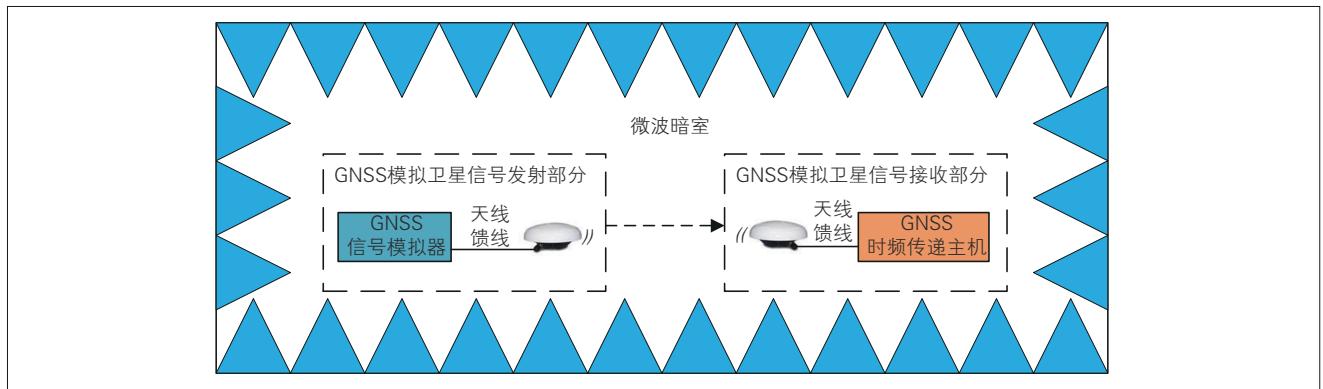 微波暗室
GNSS模拟卫星信号发射部分
GNSS
信号模拟器
天线
馈线
GNSS模拟卫星信号接收部分
天线
馈线
GNSS
时频传递主机